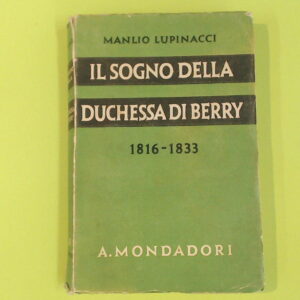 MANLIO LUPINACCI
IL SOGNO DELLA
DUCHESSA DI BERRY
1816-1833
A. MONDADORI